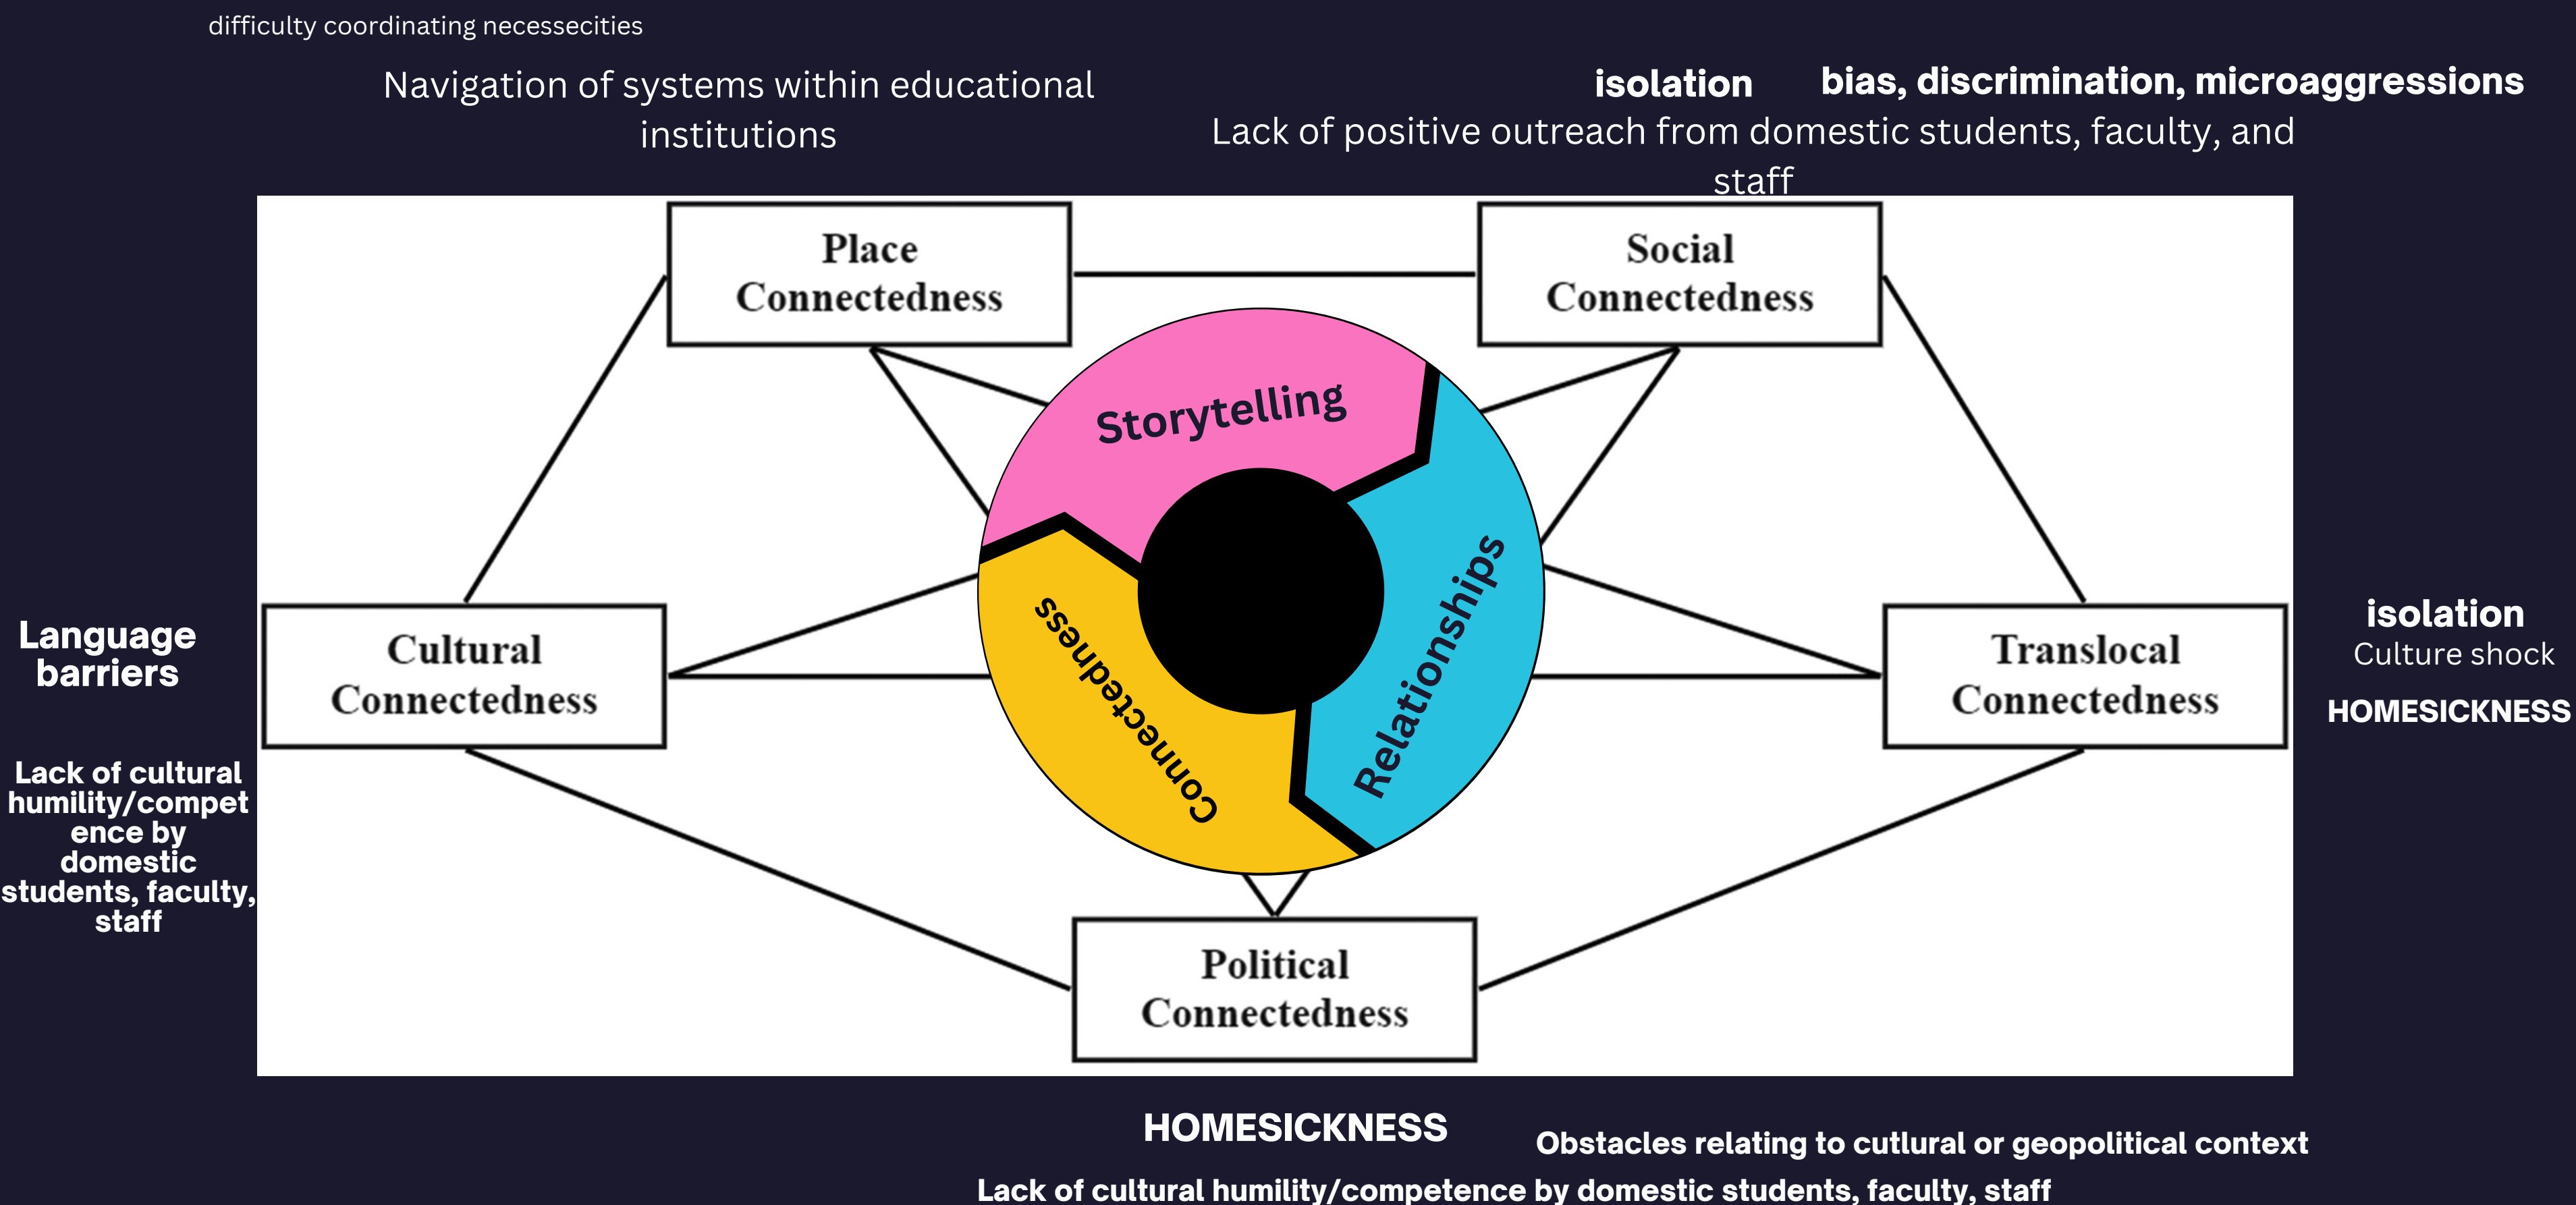 difficulty coordinating necessecities
Navigation of systems within educational
institutions
isolation
bias, discrimination, microaggressions
Lack of positive outreach from domestic students, faculty, and
staff
Place
Connectedness
Social
Connectedness
Storytelling
Relationships
Connectedness
Language
barriers
Cultural
Connectedness
Translocal
Connectedness
isolation
Culture shock
HOMESICKNESS
Lack of cultural
humility/compet
ence by
domestic
students, faculty,
staff
Political
Connectedness
HOMESICKNESS
Obstacles relating to cutlural or geopolitical context
Lack of cultural humility/competence by domestic students, faculty, staff